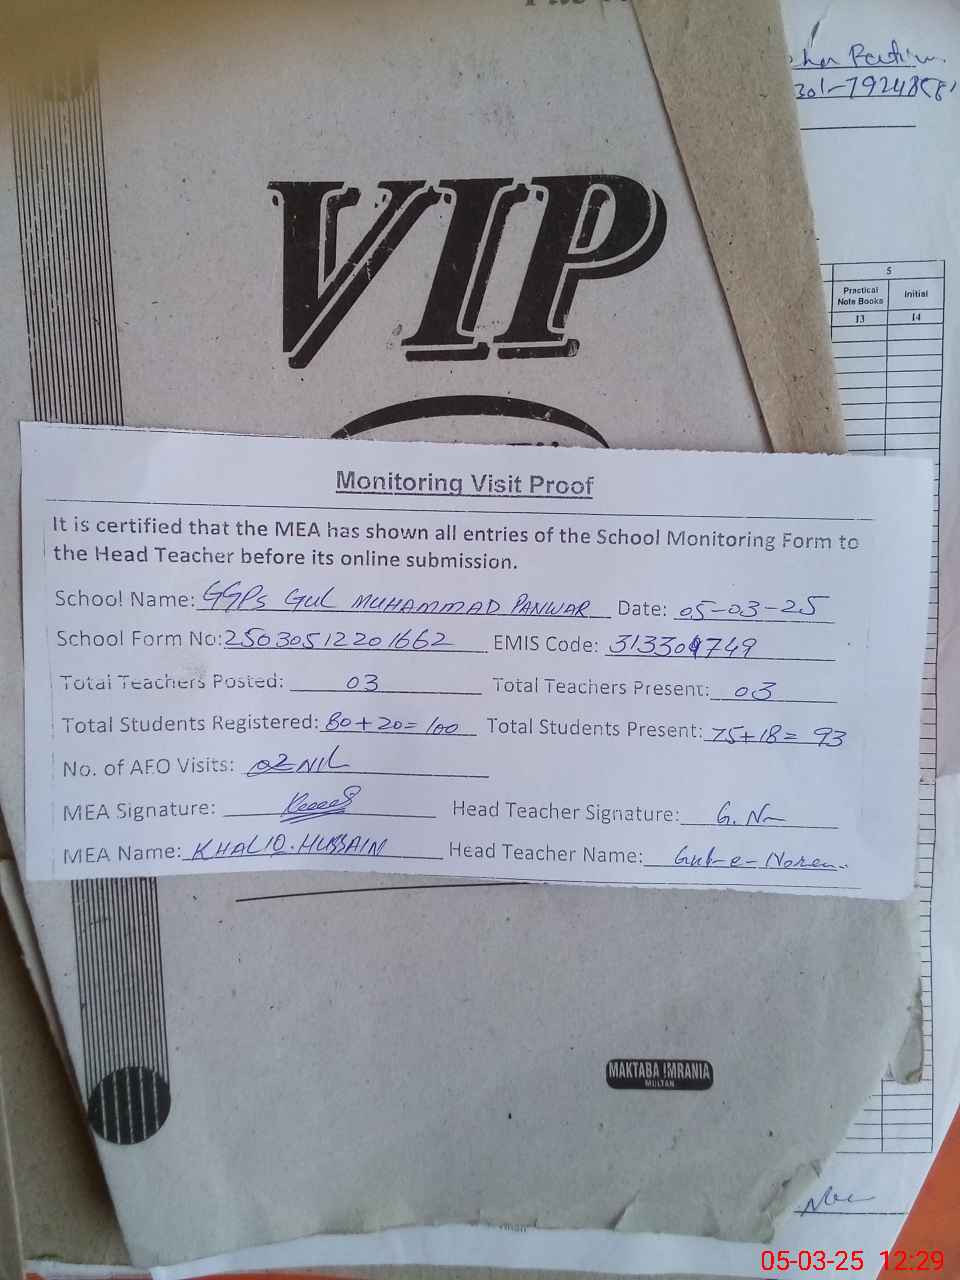 VIP
5
Practical Note Books
Initial
13
14
Monitoring Visit Proof
It is certified that the MEA has shown all entries of the School Monitoring Form to
the Head Teacher before its online submission.
School Name: GGPS GUL MUHAMMAD PANWAR Date: 05-03-25
School Form No: 25030512201662 EMIS Code: 31330749
Total Teachers Posted: 03 Total Teachers Present: 03
Total Students Registered: 80+20=100 Total Students Present: 75+18= 93
No. of AEO Visits: NIL
MEA Signature: Head Teacher Signature: G. N
MEA Name: KHALIQ. HUSSAIN Head Teacher Name: Gul-e-Noren.
MAKTABA IMRANIA
MULTAN
05-03-25 12:29